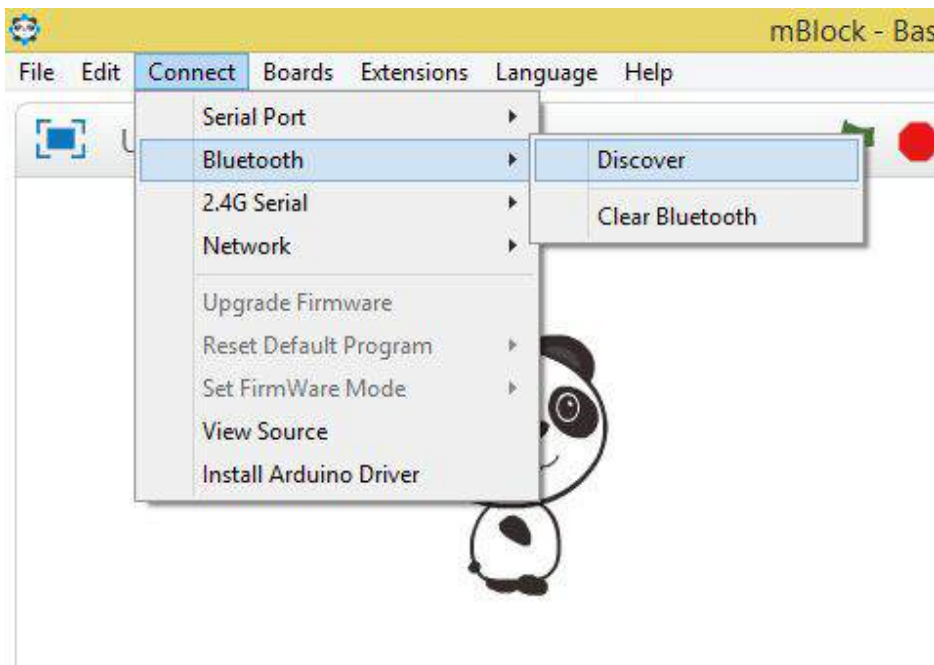 mBlock - Bas
File Edit Connect Boards Extensions Language Help
Serial Port
Bluetooth
Discover
2.4G Serial
Clear Bluetooth
Network
Upgrade Firmware
Reset Default Program
Set FirmWare Mode
View Source
Install Arduino Driver